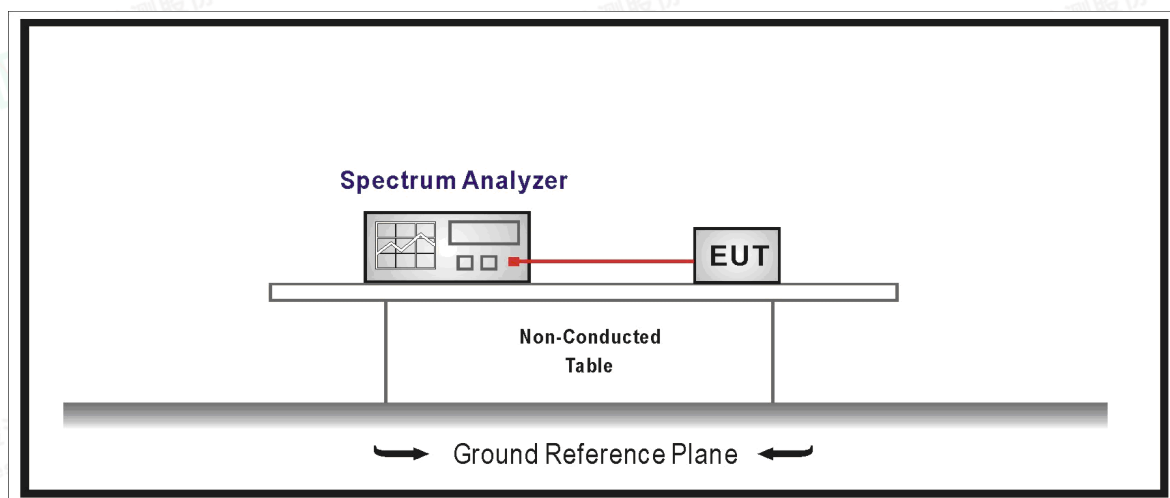 Spectrum Analyzer
EUT
Non-Conducted
Table
Ground Reference Plane